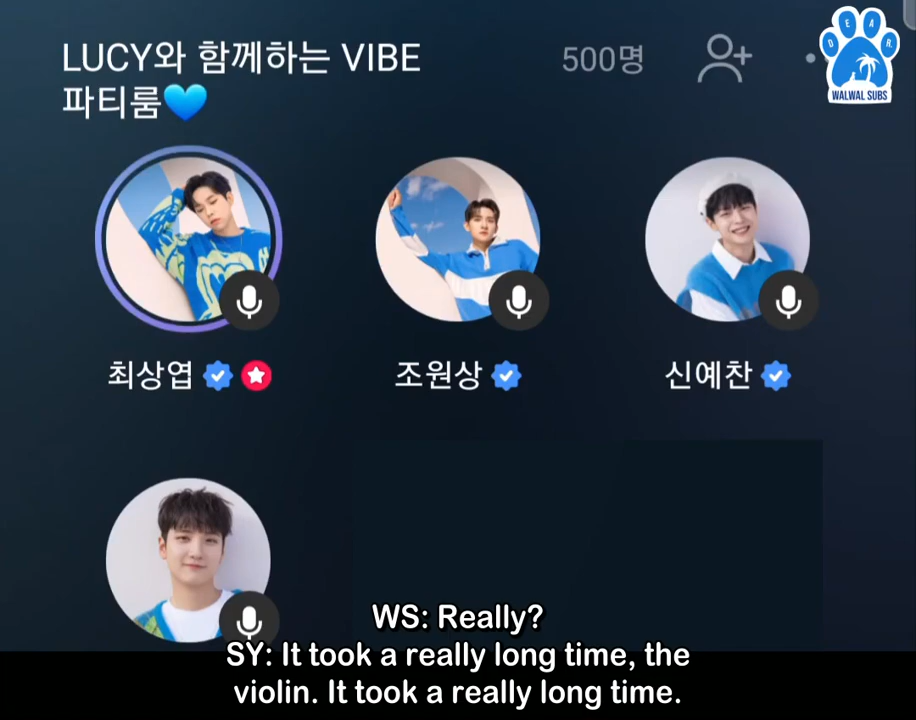 LUCY와 함께하는 VIBE
파티룸💙
500명
DEAR.
WALWAL SUBS
최상엽
조원상
신예찬
WS: Really?
SY: It took a really long time, the
violin. It took a really long time.